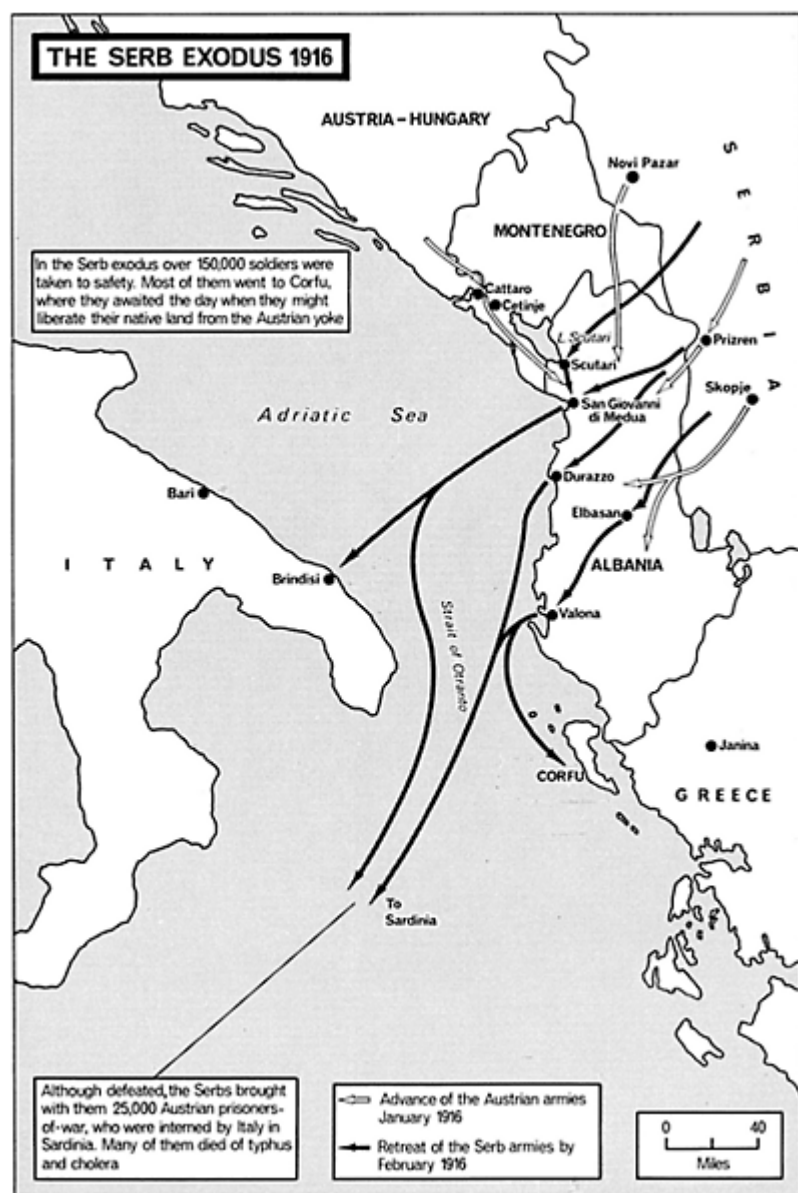 THE SERB EXODUS 1916
AUSTRIA-HUNGARY
Novi Pazar
SERBIA
MONTENEGRO
In the Serb exodus over 150,000 soldiers were
taken to safety. Most of them went to Corfu,
where they awaited the day when they might
liberate their native land from the Austrian yoke
Cattaro
Cetinje
L. Scutari
Prizren
Scutari
Skopje
San Giovanni
di Medua
Adriatic Sea
Durazzo
Bari
Elbasan
ITALY
ALBANIA
Brindisi
Valona
Strait of Otranto
Janina
CORFU
GREECE
To
Sardinia
Although defeated, the Serbs brought
with them 25,000 Austrian prisoners-
of-war, who were interned by Italy in
Sardinia. Many of them died of typhus
and cholera
Advance of the Austrian armies
January 1916
Retreat of the Serb armies by
February 1916
0 20 40
Miles